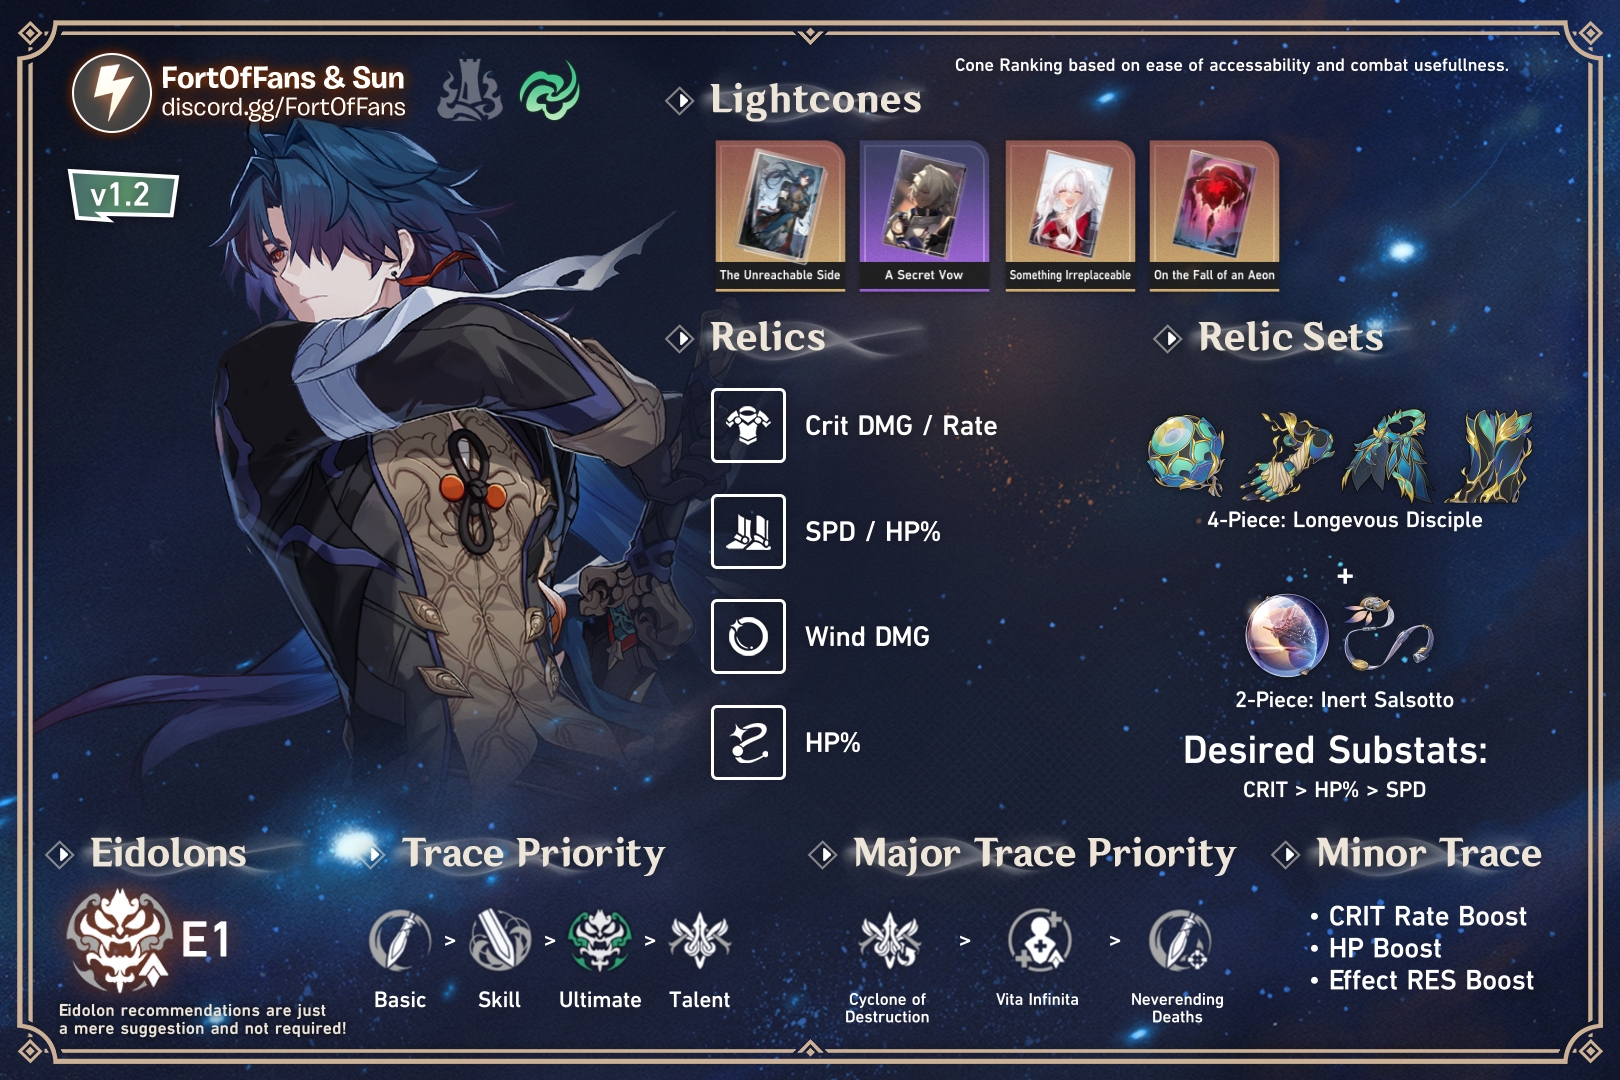 FortOfFans & Sun
discord.gg/FortOfFans
v1.2
Cone Ranking based on ease of accessability and combat usefullness.
Lightcones
The Unreachable Side
A Secret Vow
Something Irreplaceable
On the Fall of an Aeon
Relics
Crit DMG / Rate
SPD / HP%
Wind DMG
HP%
Relic Sets
4-Piece: Longevous Disciple
+
2-Piece: Inert Salsotto
Desired Substats:
CRIT > HP% > SPD
Eidolons
E1
Eidolon recommendations are just
a mere suggestion and not required!
Trace Priority
> > >
Basic Skill Ultimate Talent
Major Trace Priority
> >
Cyclone of
Destruction
Vita Infinita
Neverending
Deaths
Minor Trace
• CRIT Rate Boost
• HP Boost
• Effect RES Boost